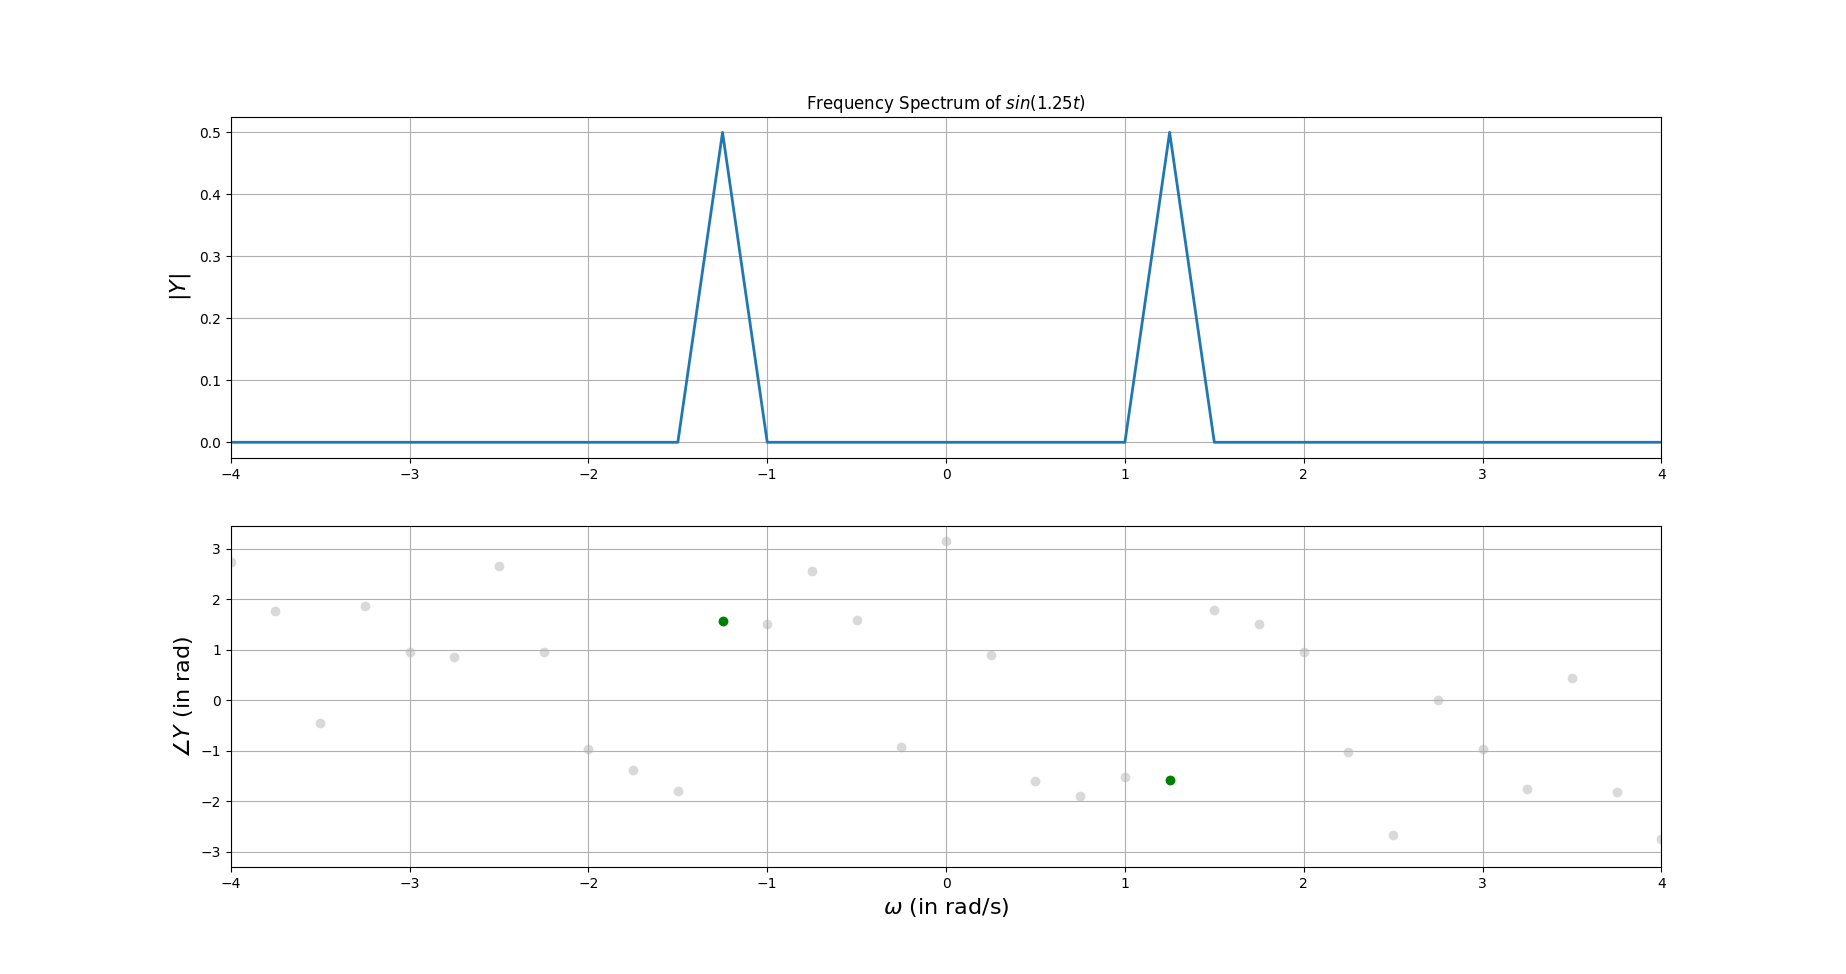 Frequency Spectrum of sin(1.25t)
|Y|
0.5
0.4
0.3
0.2
0.1
0.0
−4 −3 −2 −1 0 1 2 3 4
∠Y (in rad)
3
2
1
0
−1
−2
−3
−4 −3 −2 −1 0 1 2 3 4
ω (in rad/s)